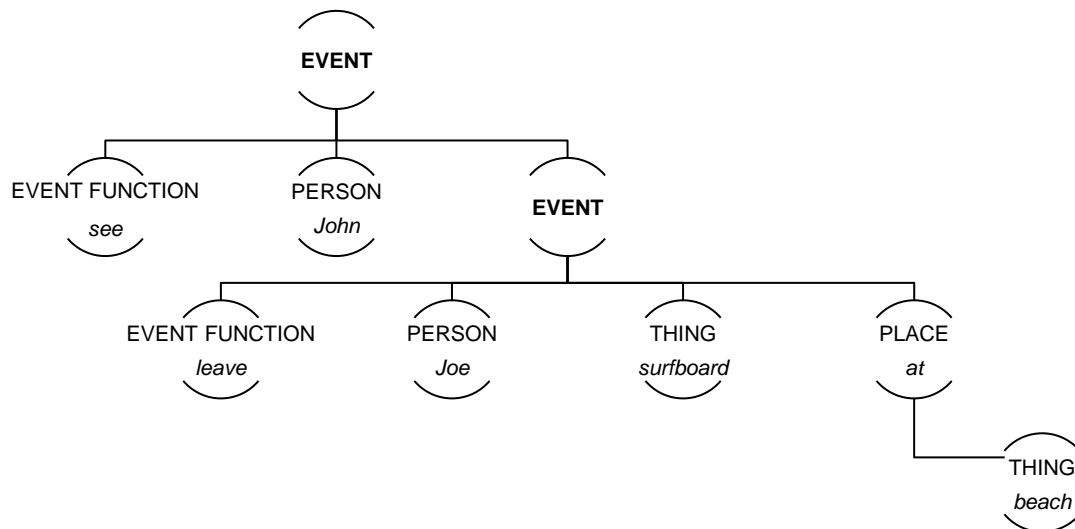 EVENT
EVENT FUNCTION
see
PERSON
John
EVENT
EVENT FUNCTION
leave
PERSON
Joe
THING
surfboard
PLACE
at
THING
beach